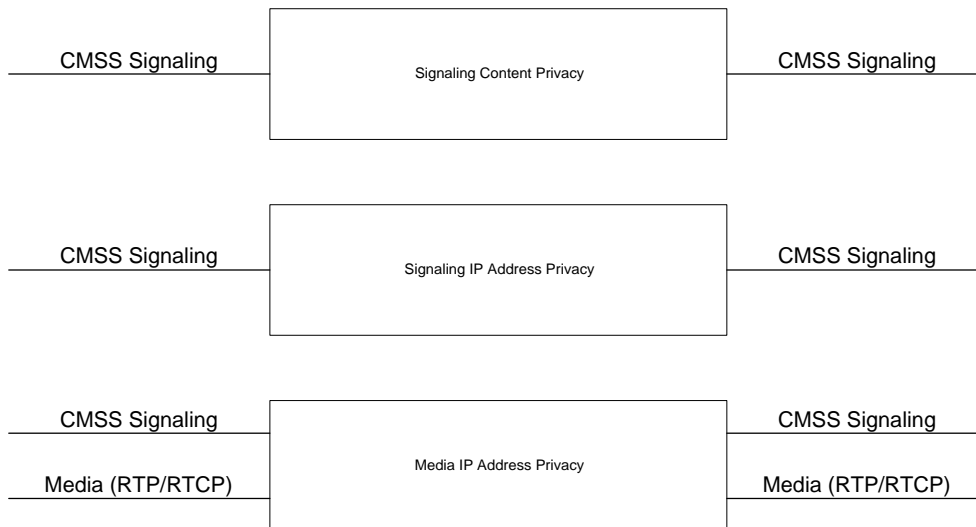 CMSS Signaling
Signaling Content Privacy
CMSS Signaling
CMSS Signaling
Signaling IP Address Privacy
CMSS Signaling
CMSS Signaling
CMSS Signaling
Media IP Address Privacy
Media (RTP/RTCP)
Media (RTP/RTCP)